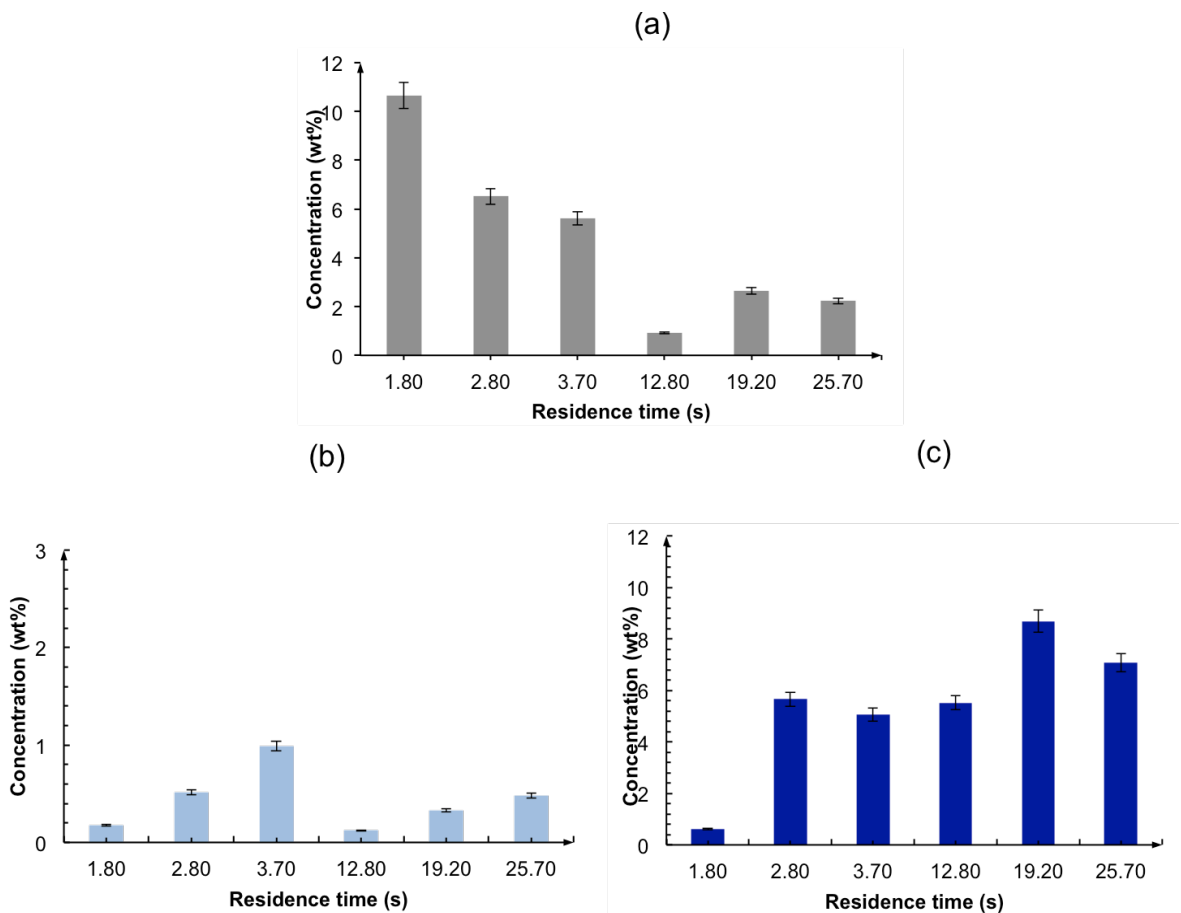 (a)
Concentration (wt%)
12
10
8
6
4
2
0
1.80 2.80 3.70 12.80 19.20 25.70
Residence time (s)
(b)
Concentration (wt%)
3
2
1
0
1.80 2.80 3.70 12.80 19.20 25.70
Residence time (s)
(c)
Concentration (wt%)
12
10
8
6
4
2
0
1.80 2.80 3.70 12.80 19.20 25.70
Residence time (s)